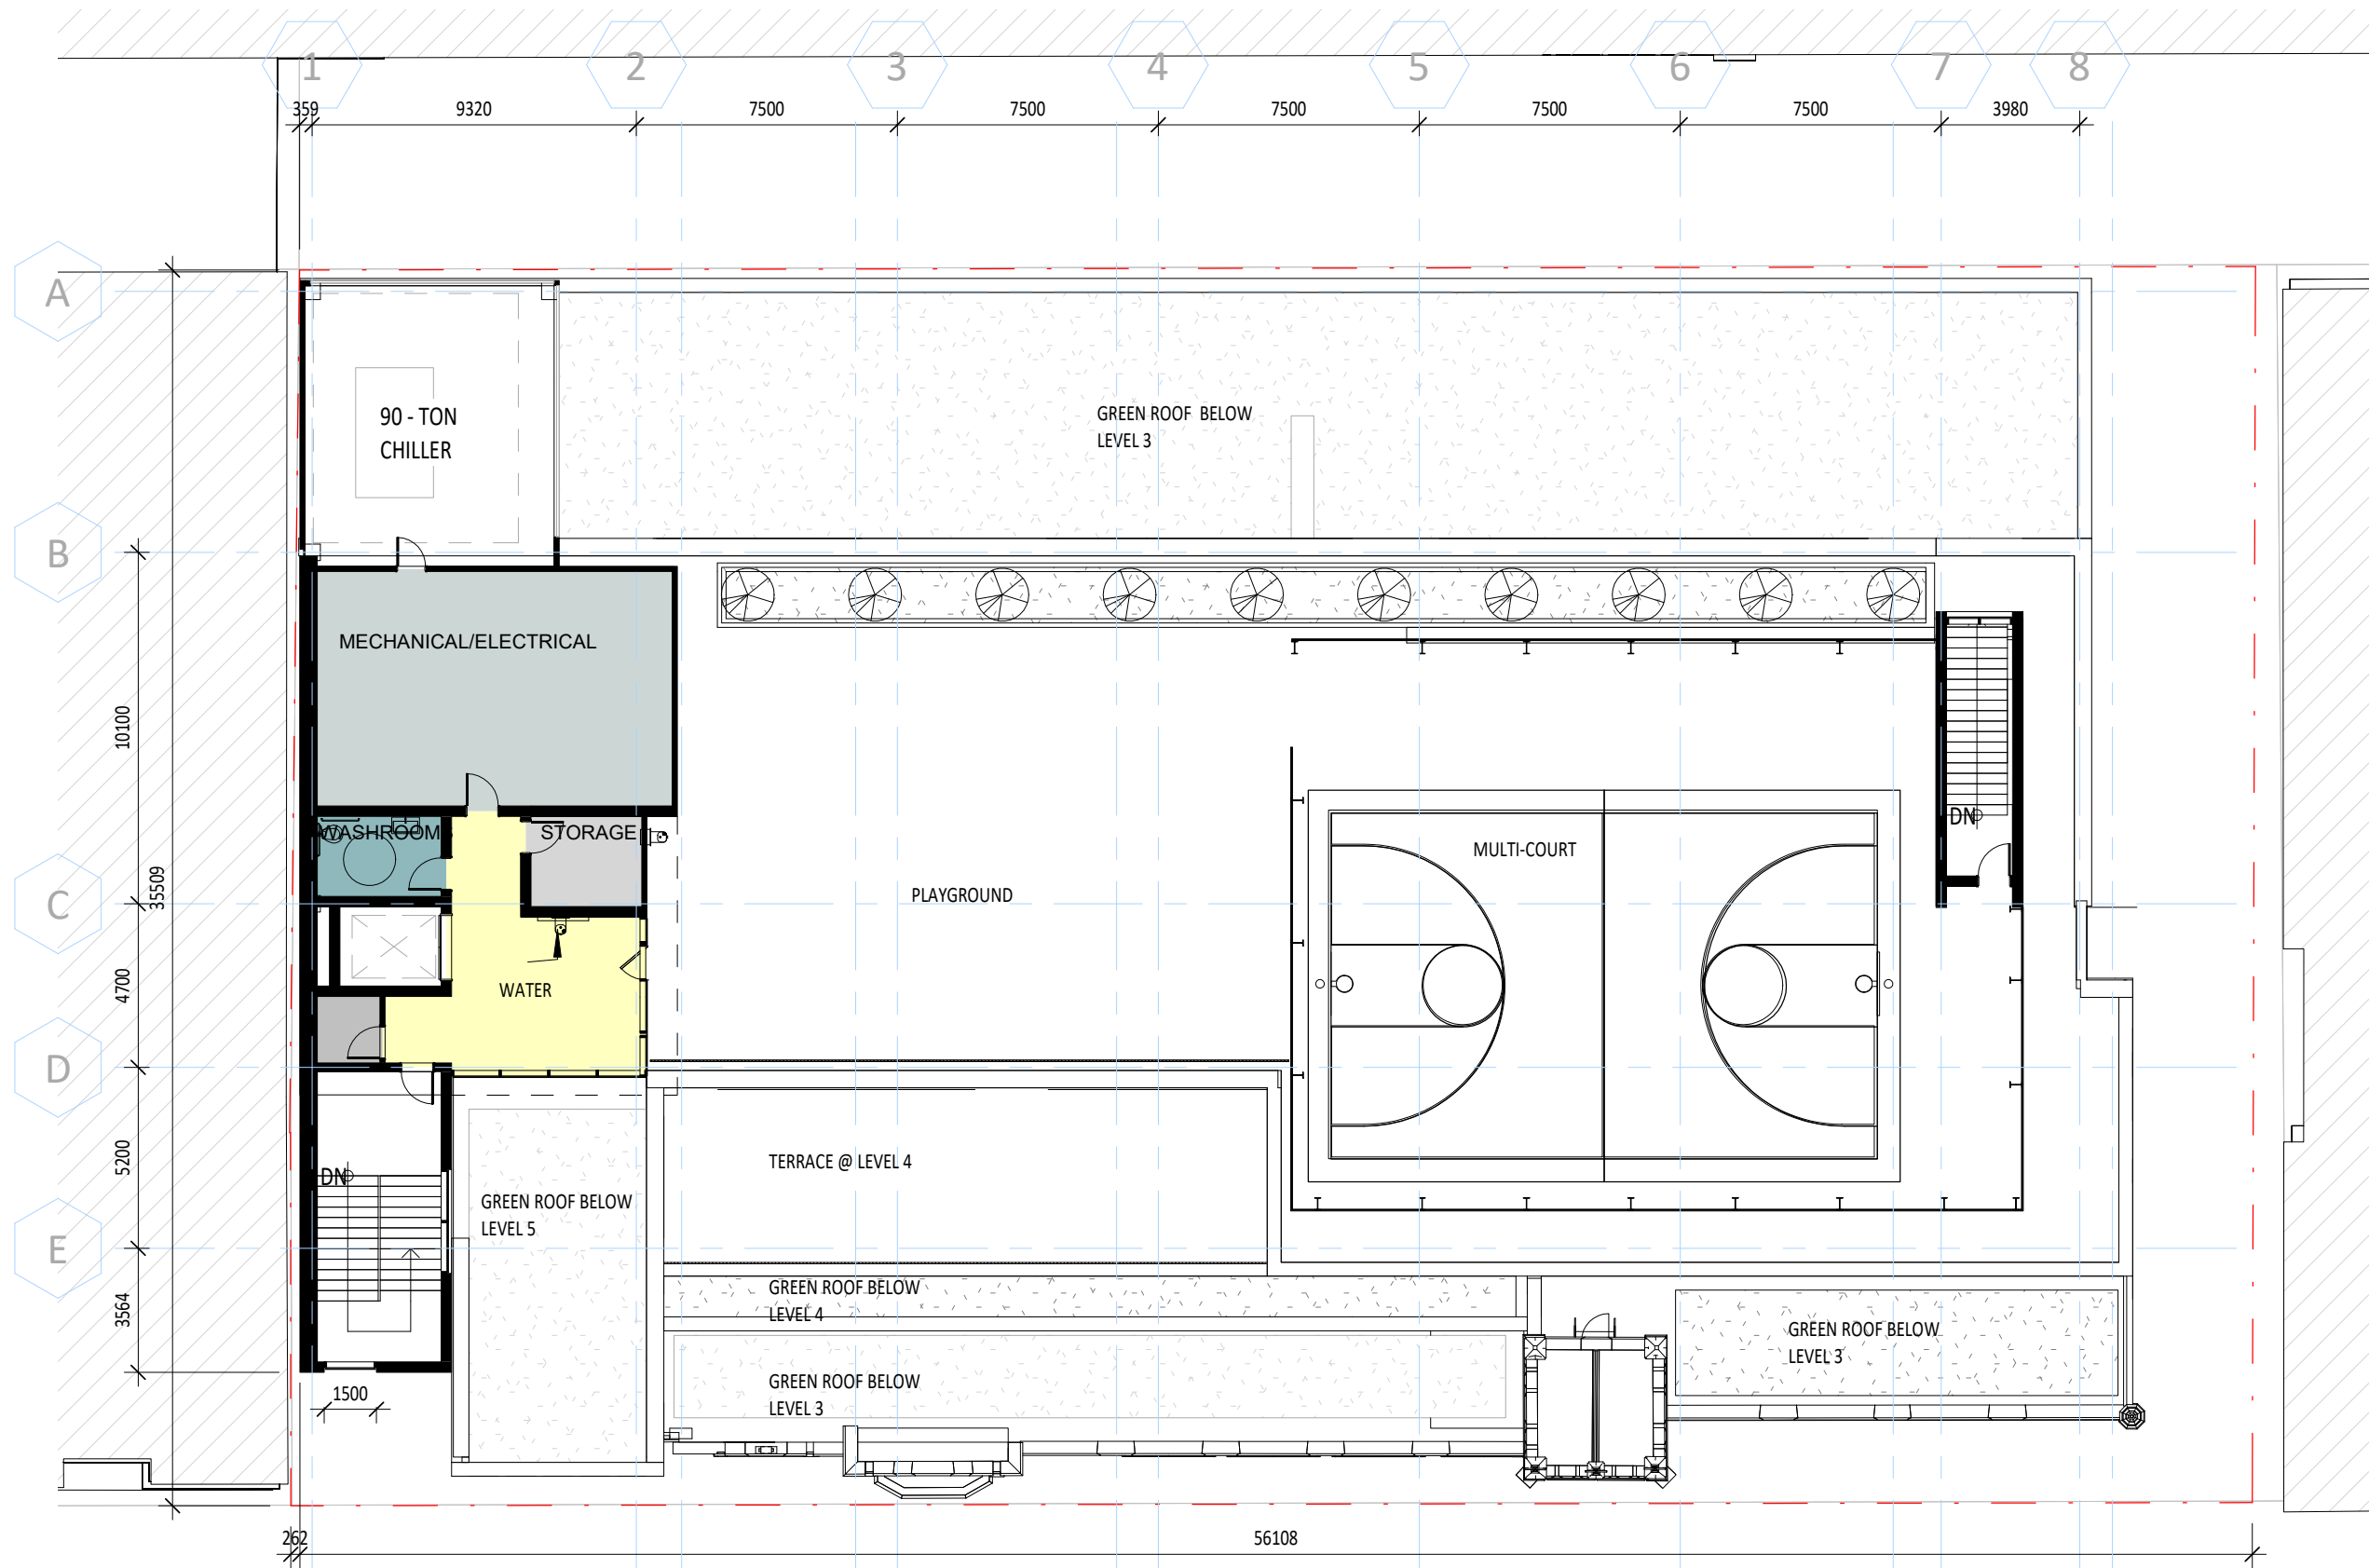 1 2 3 4 5 6 7 8
359 9320 7500 7500 7500 7500 7500 3980
A
B
C
D
E
10100
35509
4700
5200
3564
90 - TON
CHILLER
GREEN ROOF  BELOW
LEVEL 3
MECHANICAL/ELECTRICAL
WASHROOM
STORAGE
WATER
PLAYGROUND
MULTI-COURT
DN
DN
TERRACE @ LEVEL 4
GREEN ROOF BELOW
LEVEL 5
GREEN ROOF BELOW
LEVEL 4
GREEN ROOF BELOW
LEVEL 3
GREEN ROOF BELOW
LEVEL 3
1500
262 56108